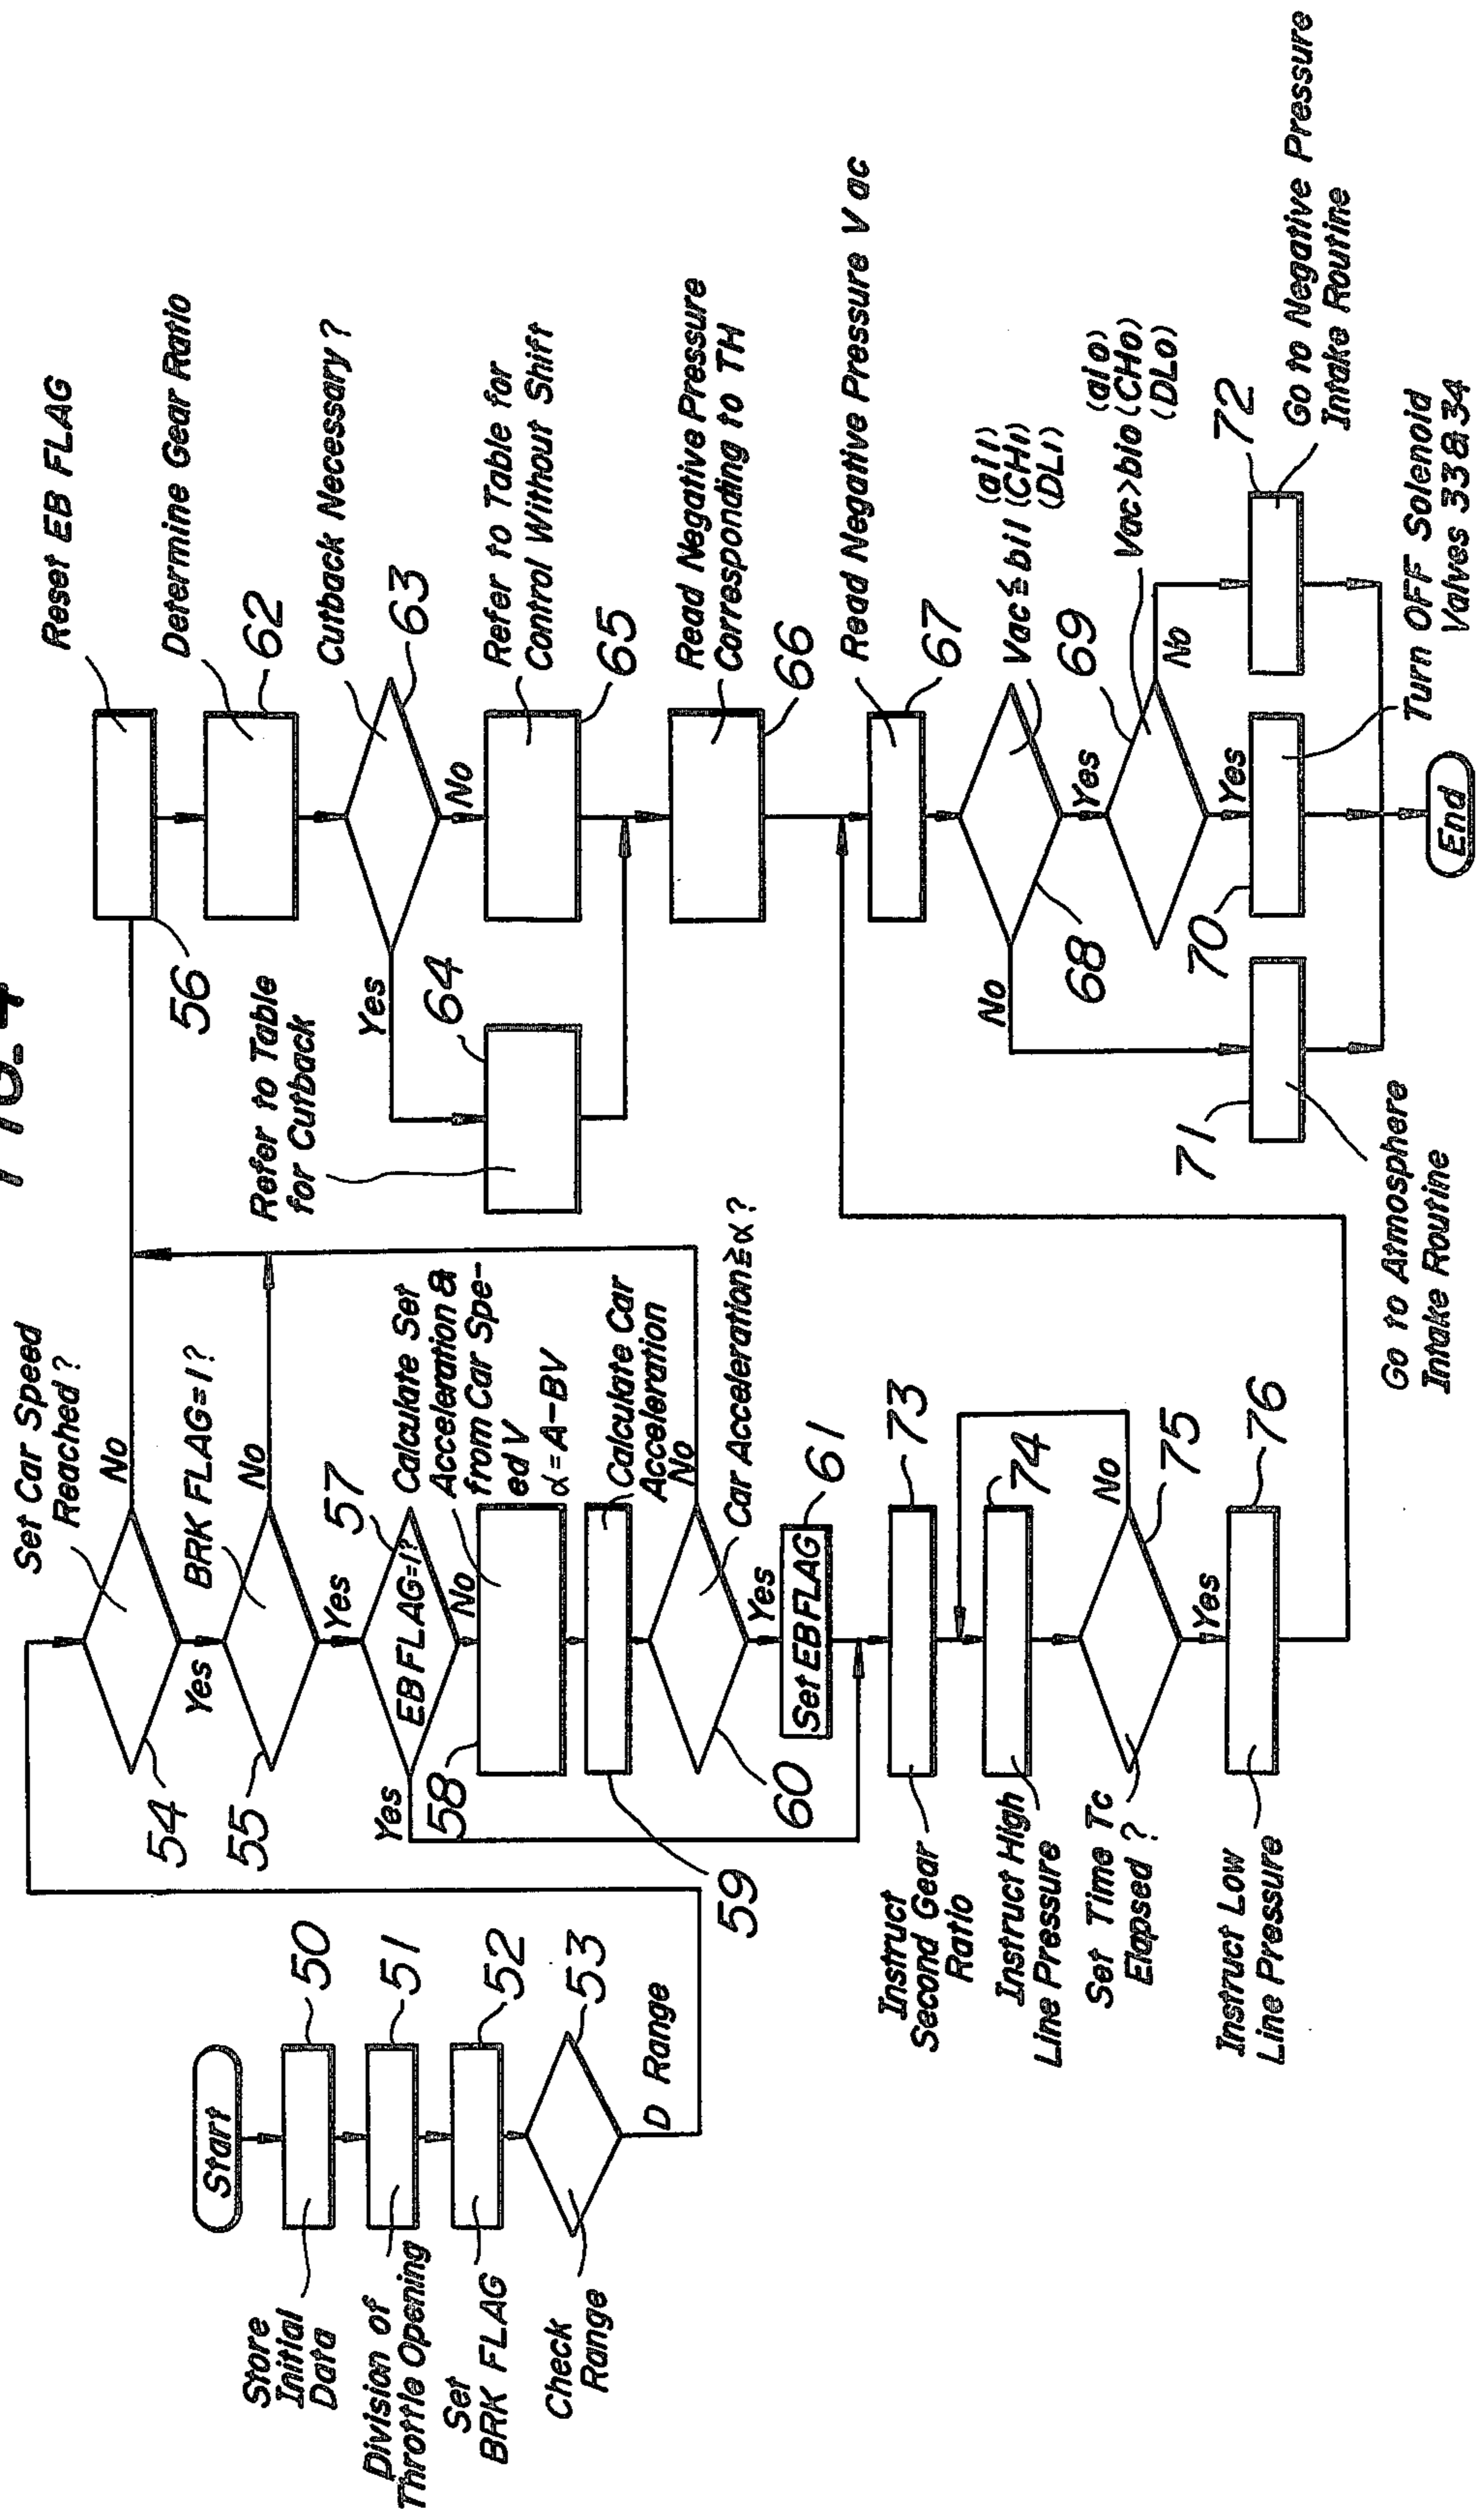 FIG. 4
Start
Store
Initial
Data
50
Division of
Throttle Opening
51
Set
BRK FLAG
52
Check
Range
53
D Range
Set Car Speed
Reached?
54
No
Yes
BRK FLAG=1?
55
No
Yes
EB FLAG=1?
57
Yes
No
Calculate Set
Acceleration α
from Car Spe-
ed V
α=A-BV
58
Calculate Car
Acceleration
59
Car Acceleration≧α?
60
No
Yes
Set EB FLAG
61
Instruct
Second Gear
Ratio
73
Instruct High
Line Pressure
74
Set Time Tc
Elapsed?
75
No
Yes
Instruct Low
Line Pressure
76
Reset EB FLAG
56
Determine Gear Ratio
62
Cutback Necessary?
63
Yes
No
Refer to Table
for Cutback
64
Refer to Table for
Control Without Shift
65
Read Negative Pressure
Corresponding to TH
66
Read Negative Pressure Vac
67
(ai1)
Vac≦bi1(CH1)
(DL1)
68
No
Yes
(ai0)
Vac>bi0(CH0)
(DL0)
69
No
Yes
70
71
72
Go to Negative Pressure
Intake Routine
Turn OFF Solenoid
Valves 33&34
Go to Atmosphere
Intake Routine
End